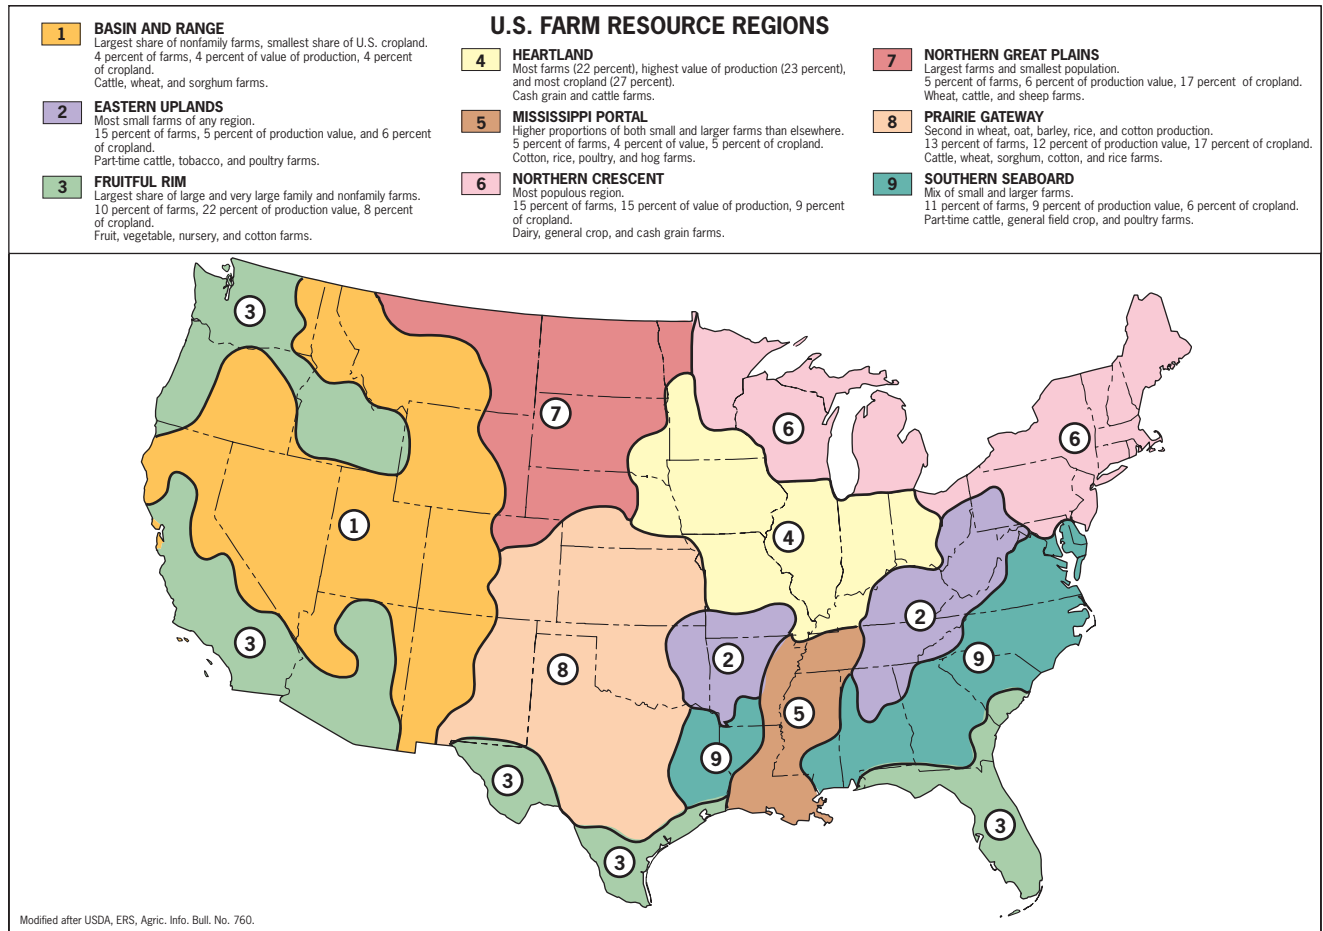 U.S. FARM RESOURCE REGIONS
1
BASIN AND RANGE
Largest share of nonfamily farms, smallest share of U.S. cropland.
4 percent of farms, 4 percent of value of production, 4 percent
of cropland.
Cattle, wheat, and sorghum farms.
2
EASTERN UPLANDS
Most small farms of any region.
15 percent of farms, 5 percent of production value, and 6 percent
of cropland.
Part-time cattle, tobacco, and poultry farms.
3
FRUITFUL RIM
Largest share of large and very large family and nonfamily farms.
10 percent of farms, 22 percent of production value, 8 percent
of cropland.
Fruit, vegetable, nursery, and cotton farms.
4
HEARTLAND
Most farms (22 percent), highest value of production (23 percent),
and most cropland (27 percent).
Cash grain and cattle farms.
5
MISSISSIPPI PORTAL
Higher proportions of both small and larger farms than elsewhere.
5 percent of farms, 4 percent of value, 5 percent of cropland.
Cotton, rice, poultry, and hog farms.
6
NORTHERN CRESCENT
Most populous region.
15 percent of farms, 15 percent of value of production, 9 percent
of cropland.
Dairy, general crop, and cash grain farms.
7
NORTHERN GREAT PLAINS
Largest farms and smallest population.
5 percent of farms, 6 percent of production value, 17 percent of cropland.
Wheat, cattle, and sheep farms.
8
PRAIRIE GATEWAY
Second in wheat, oat, barley, rice, and cotton production.
13 percent of farms, 12 percent of production value, 17 percent of cropland.
Cattle, wheat, sorghum, cotton, and rice farms.
9
SOUTHERN SEABOARD
Mix of small and larger farms.
11 percent of farms, 9 percent of production value, 6 percent of cropland.
Part-time cattle, general field crop, and poultry farms.
3
7
6
6
1
4
2
3
8
2
9
5
9
3
3
3
Modified after USDA, ERS, Agric. Info. Bull. No. 760.